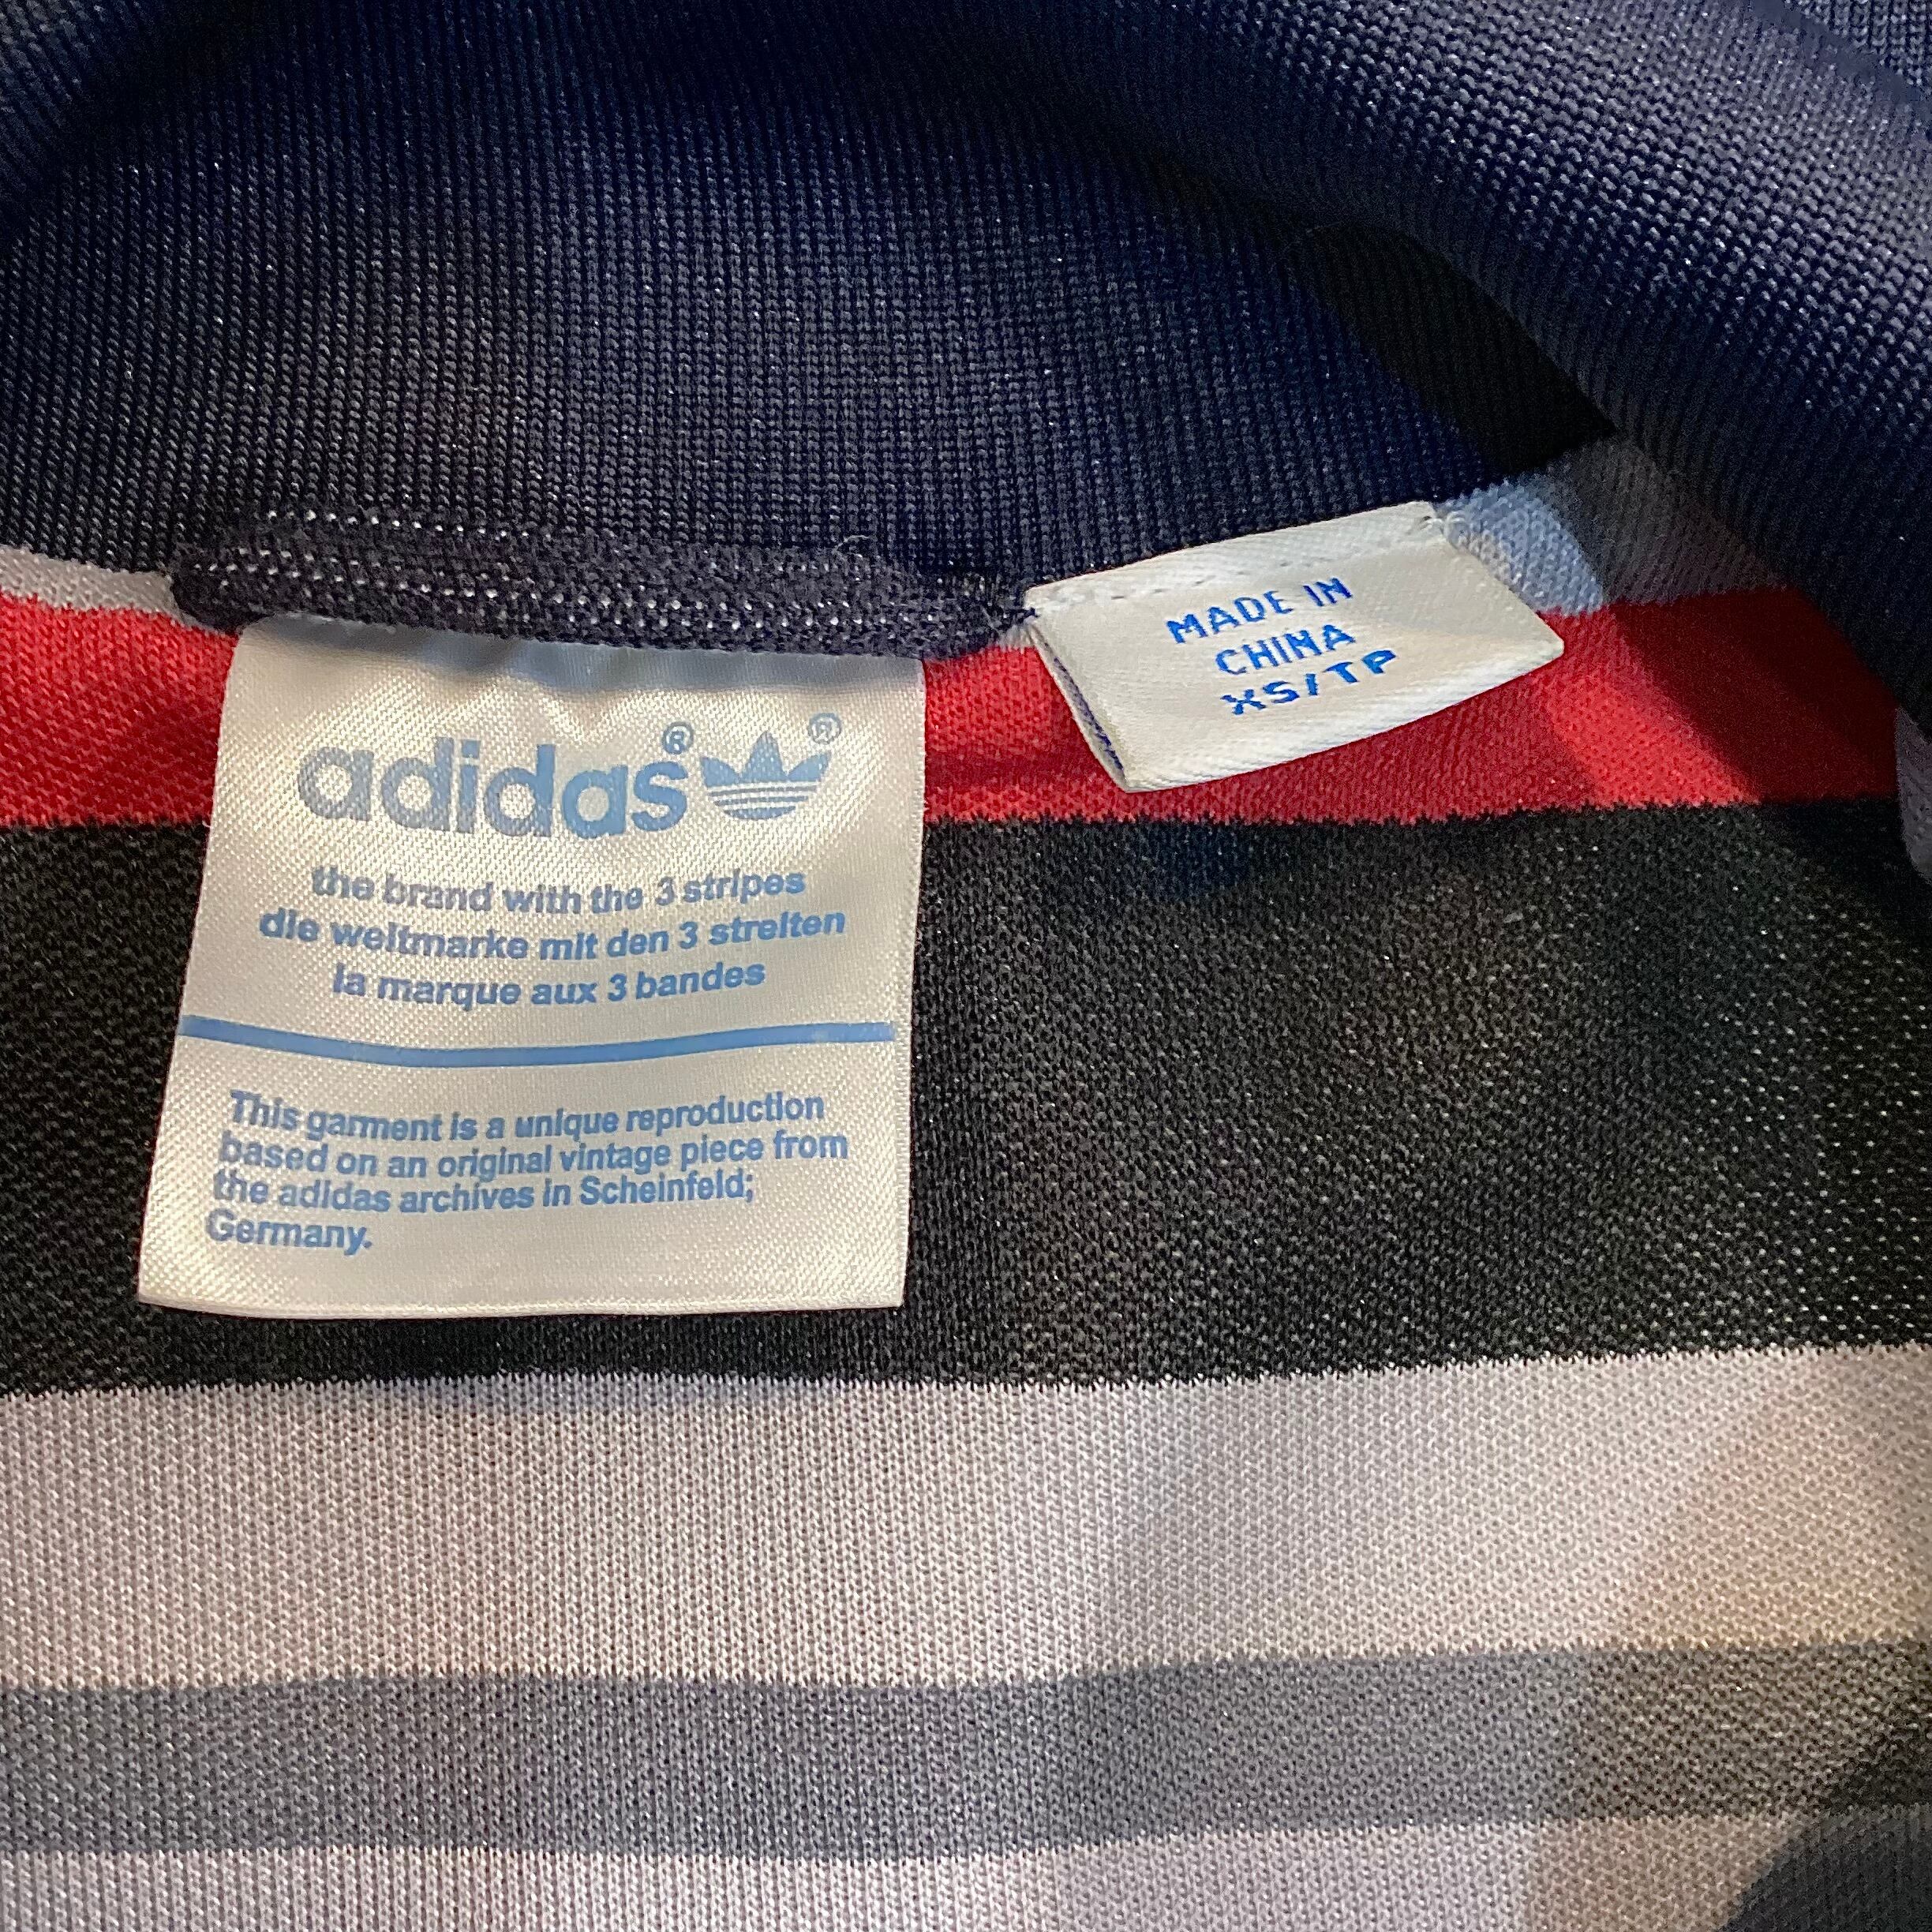 adidas® ®
the brand with the 3 stripes
die weltmarke mit den 3 streifen
la marque aux 3 bandes
This garment is a unique reproduction
based on an original vintage piece from
the adidas archives in Scheinfeld;
Germany.
MADE IN
CHINA
XS/TP